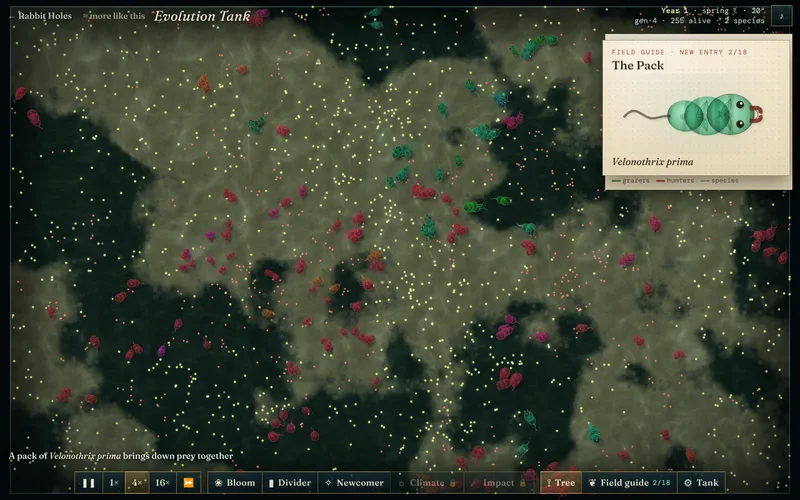 Rabbit Holes
more like this
Evolution Tank
Year 1 · spring · 20°
gen 4 · 255 alive · 2 species
♪
FIELD GUIDE · NEW ENTRY 2/18
The Pack
Velonothrix prima
grazers hunters species
A pack of Velonothrix prima brings down prey together
1× 4× 16×
Bloom
Divider
Newcomer
Climate
Impact
Tree
Field guide 2/18
Tank